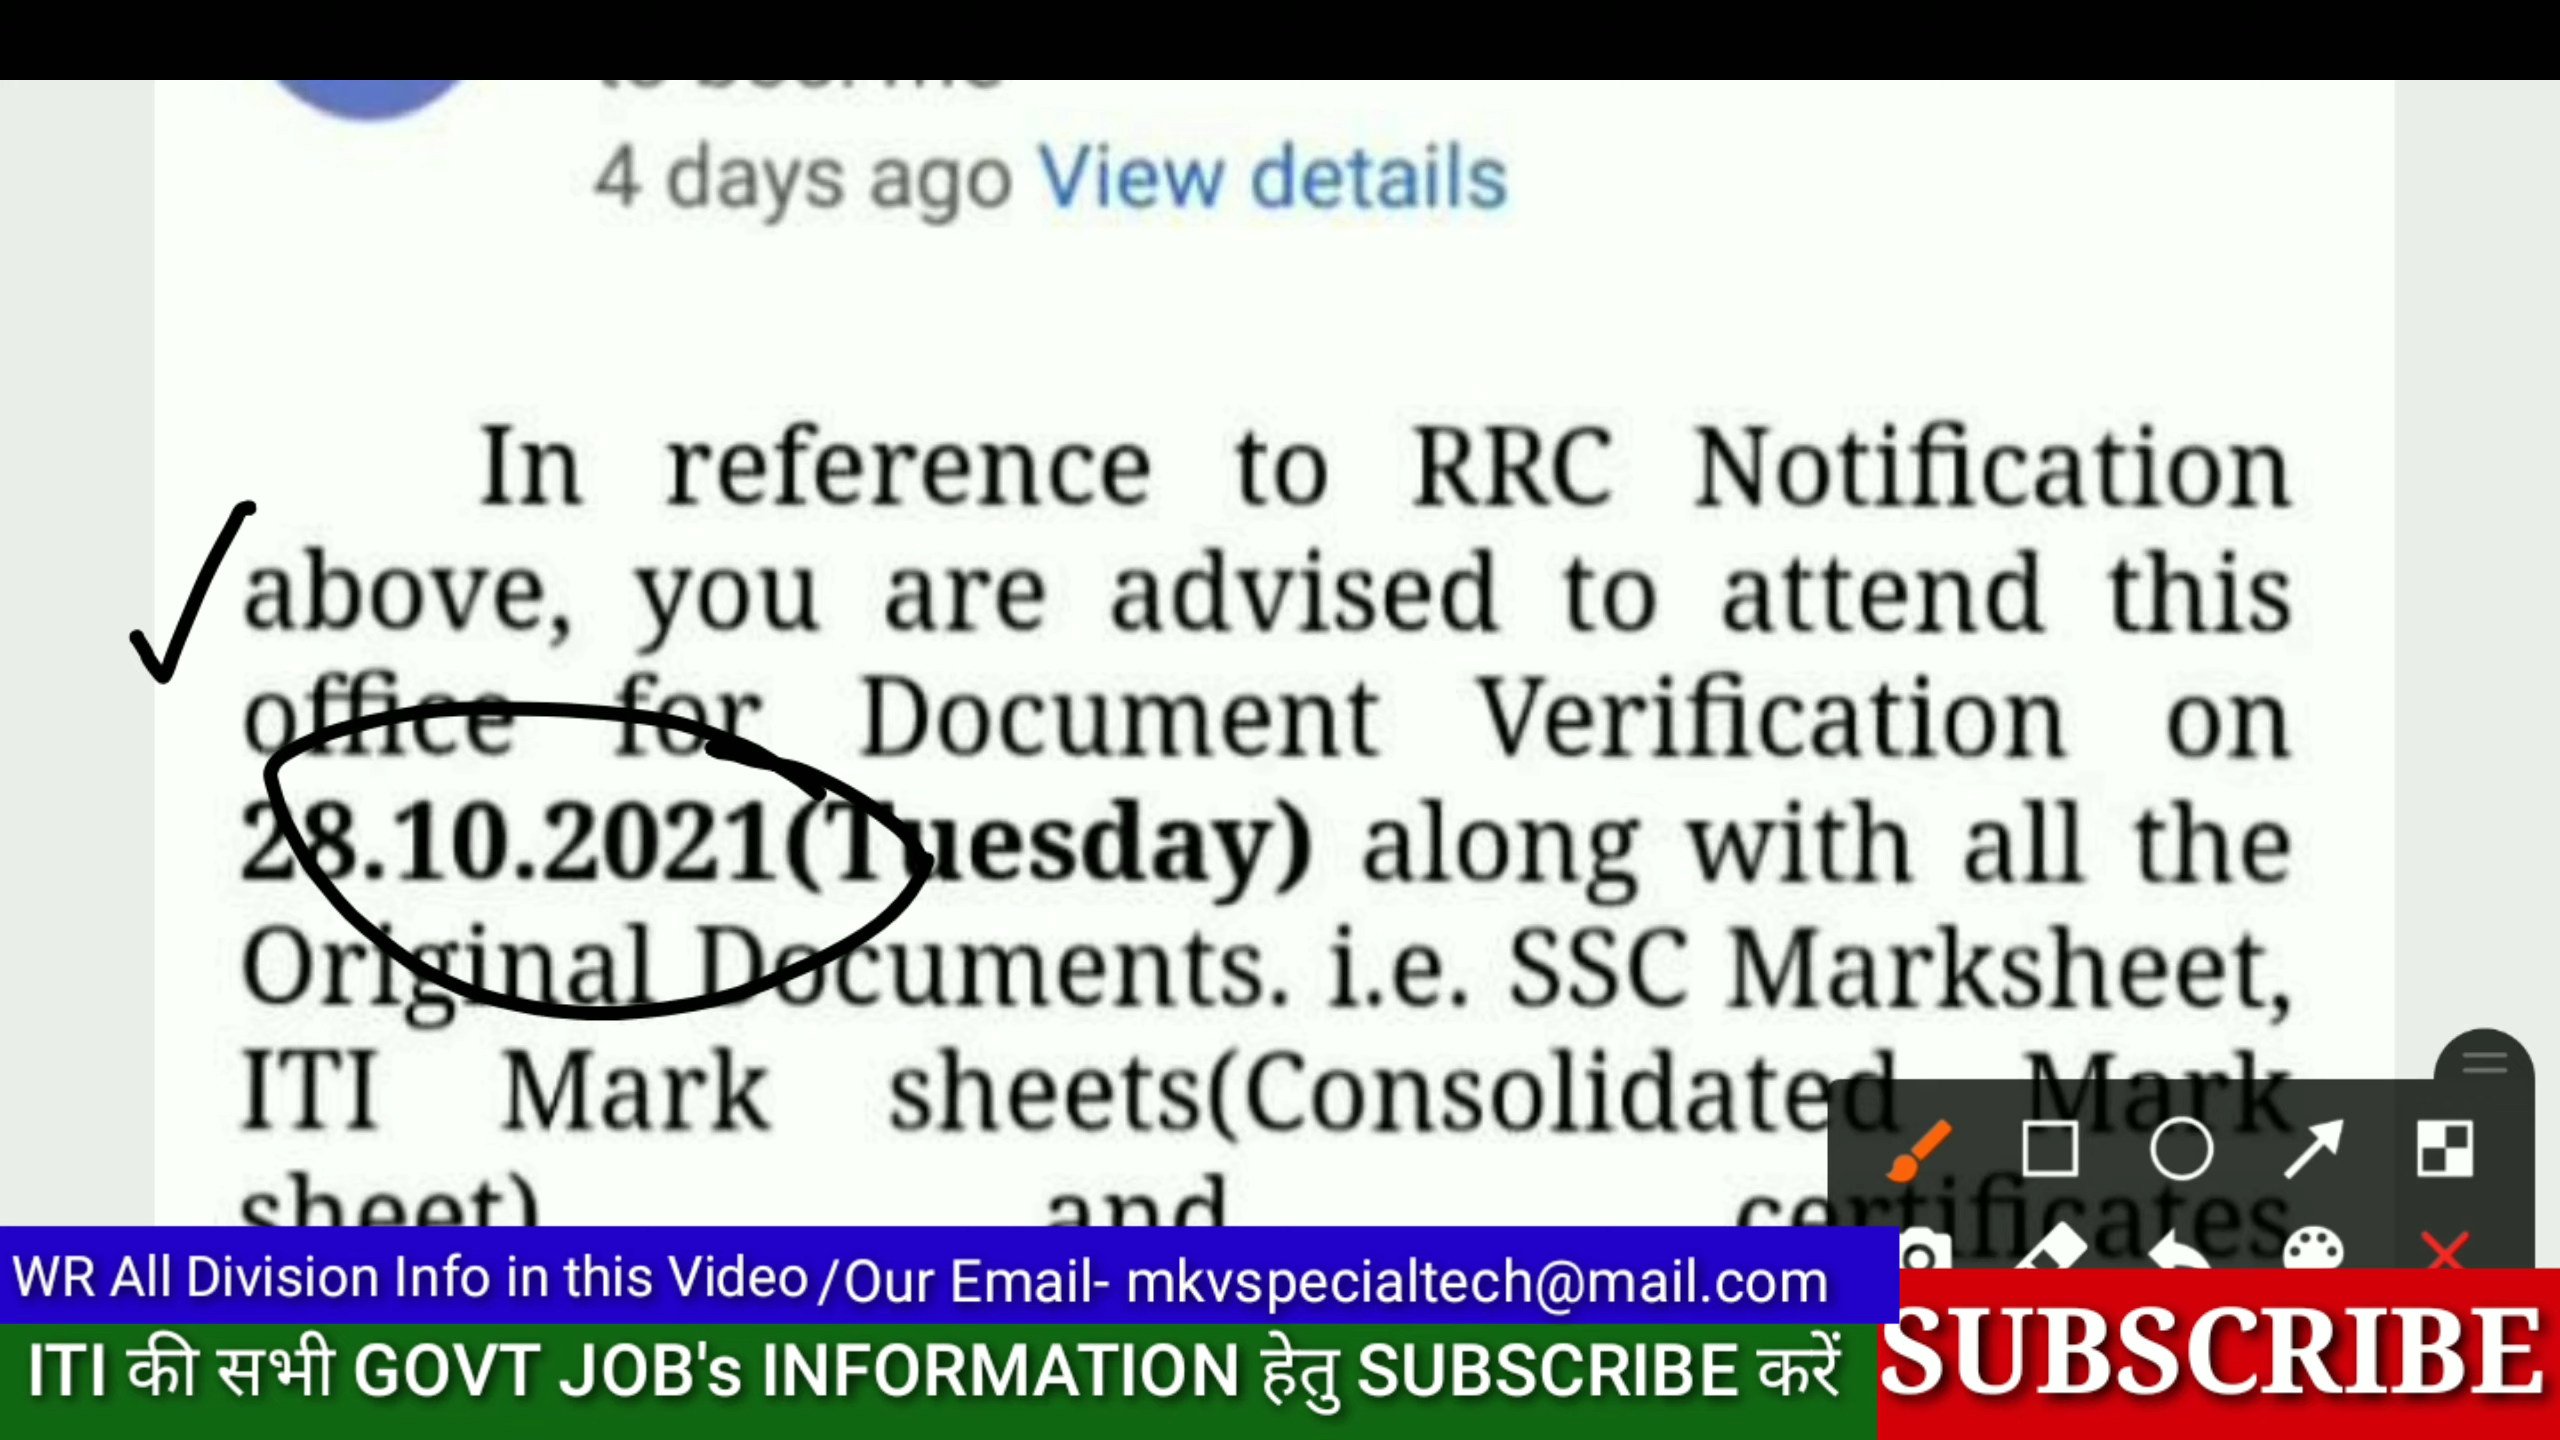 4 days ago View details
In reference to RRC Notification
above, you are advised to attend this
office for Document Verification on
28.10.2021(Tuesday) along with all the
Original Documents. i.e. SSC Marksheet,
ITI Mark sheets(Consolidated Mark
sheet) and certificates
WR All Division Info in this Video /Our Email- mkvspecialtech@mail.com
ITI की सभी GOVT JOB's INFORMATION हेतु SUBSCRIBE करें
SUBSCRIBE